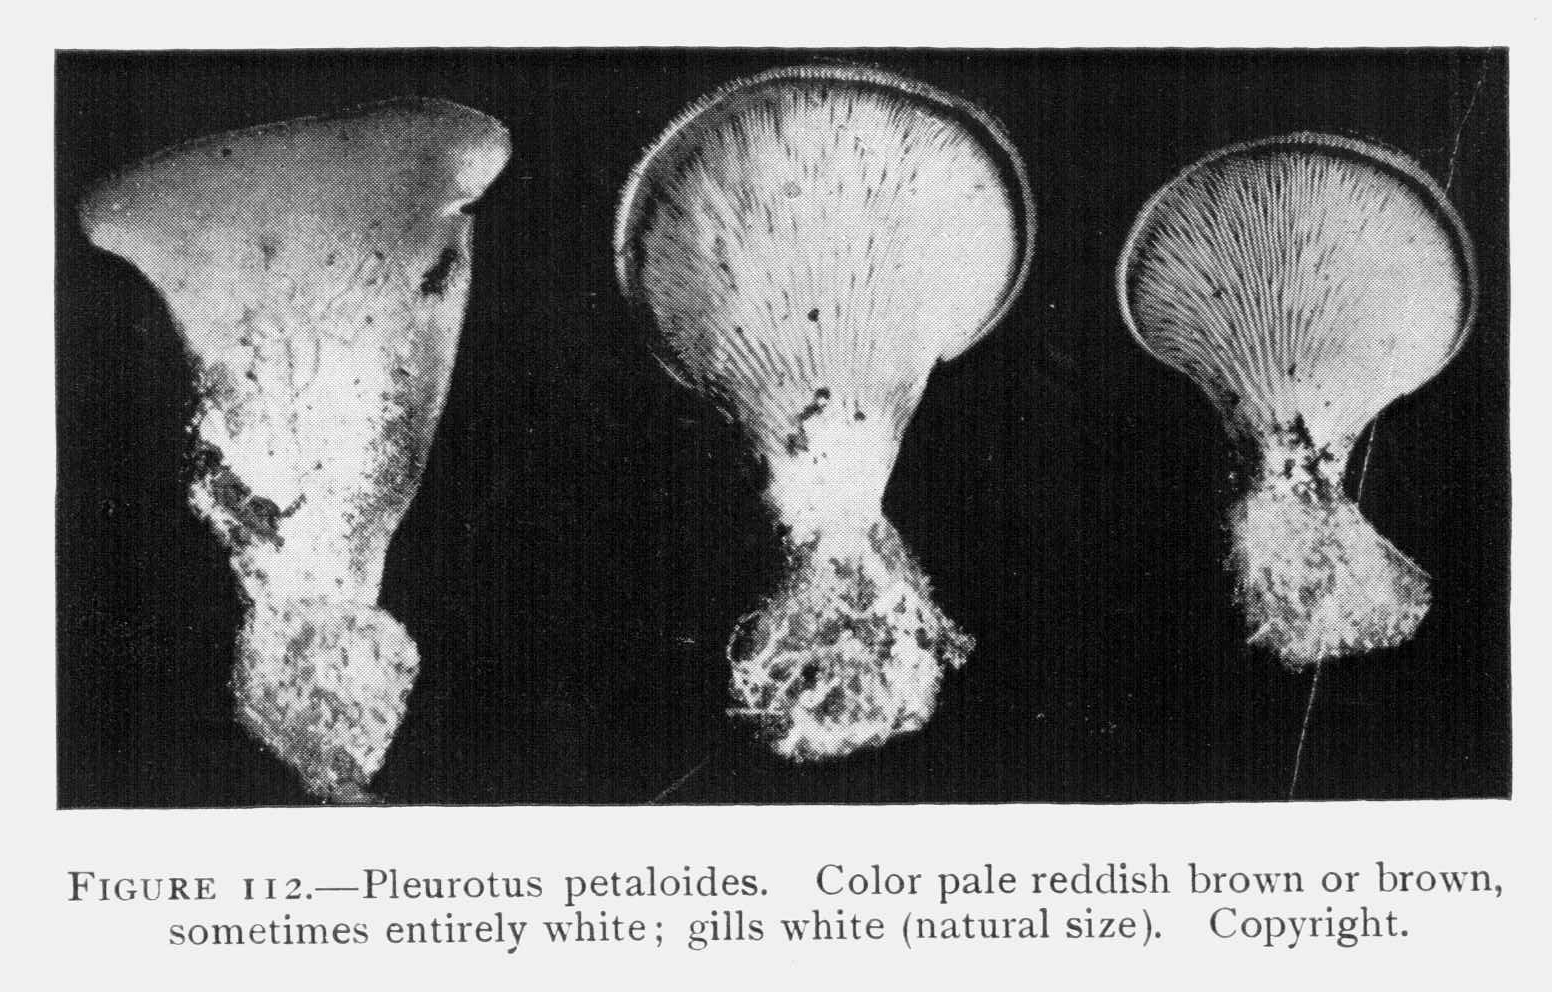 FIGURE 112.—Pleurotus petaloides. Color pale reddish brown or brown,
sometimes entirely white; gills white (natural size). Copyright.